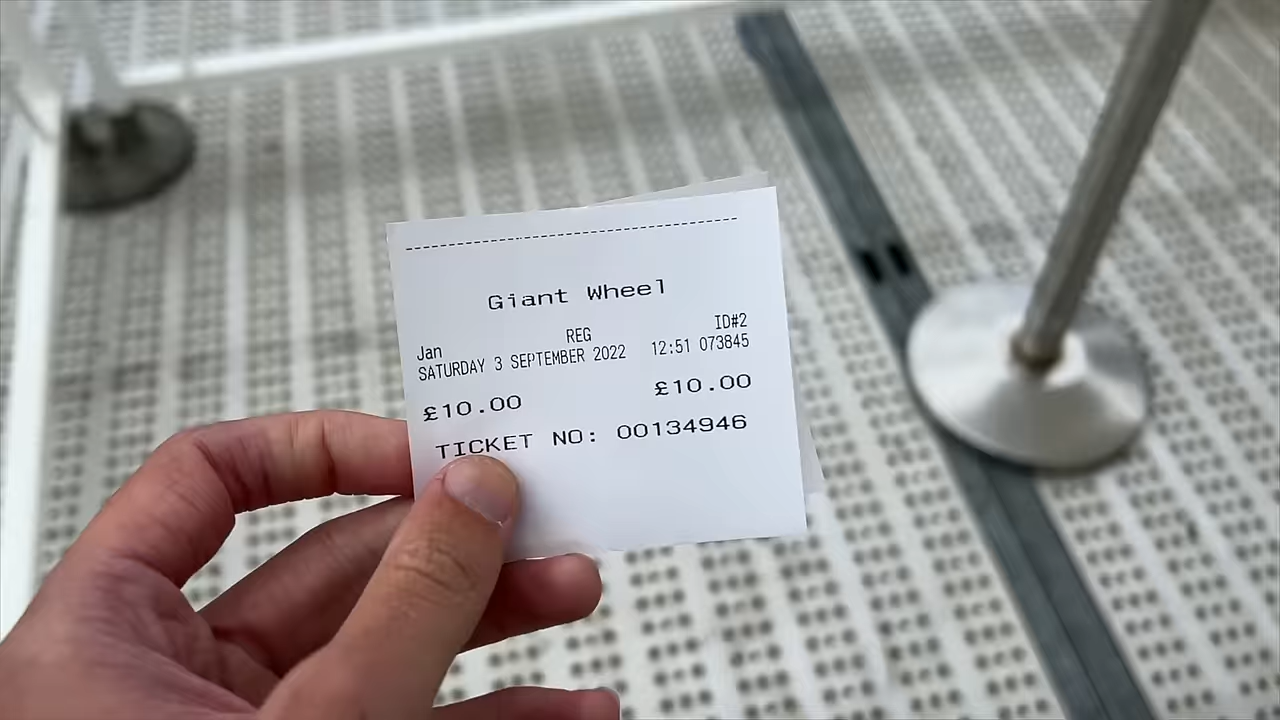 Giant Wheel
Jan REG ID#2
SATURDAY 3 SEPTEMBER 2022 12:51 073845
£10.00 £10.00
TICKET NO: 00134946